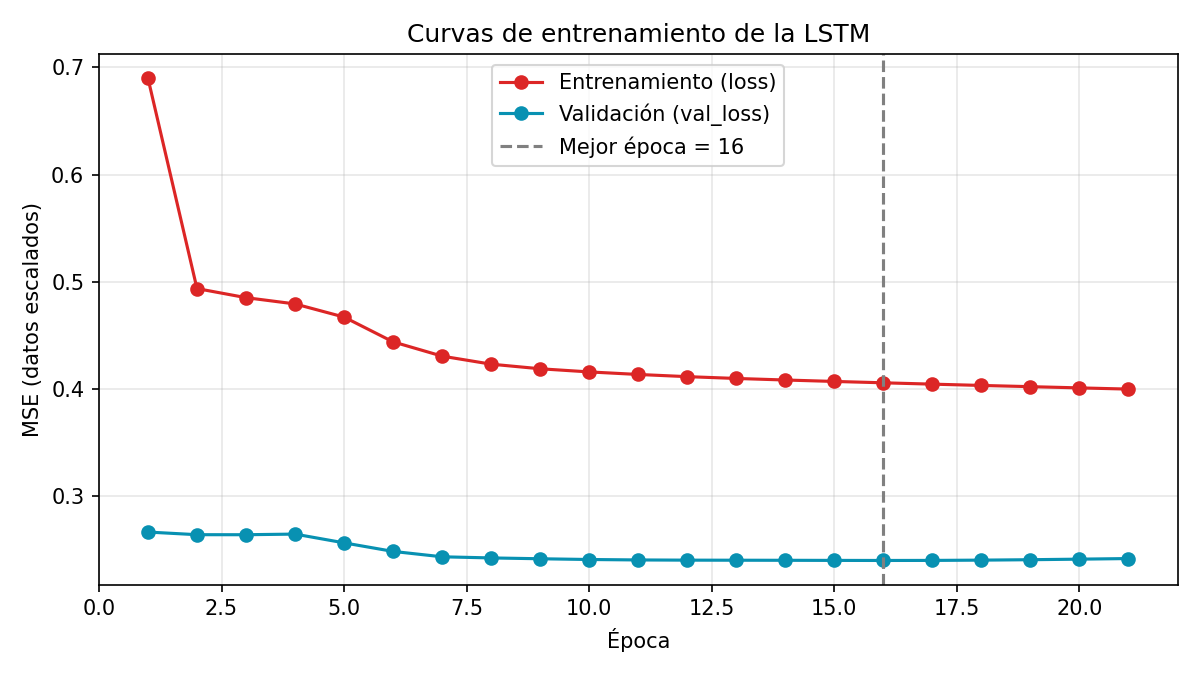 Curvas de entrenamiento de la LSTM
Entrenamiento (loss)
Validación (val_loss)
Mejor época = 16
MSE (datos escalados)
0.7
0.6
0.5
0.4
0.3
0.0 2.5 5.0 7.5 10.0 12.5 15.0 17.5 20.0
Época